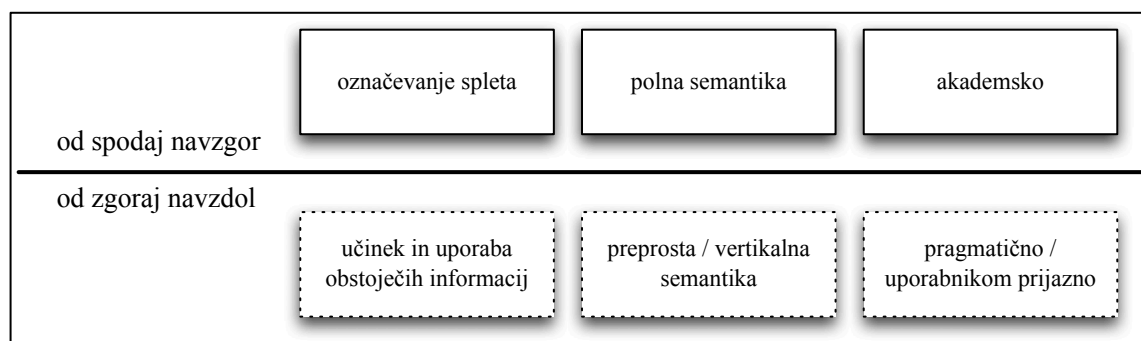 označevanje spleta
polna semantika
akademsko
od spodaj navzgor
od zgoraj navzdol
učinek in uporaba
obstoječih informacij
preprosta / vertikalna
semantika
pragmatično /
uporabnikom prijazno